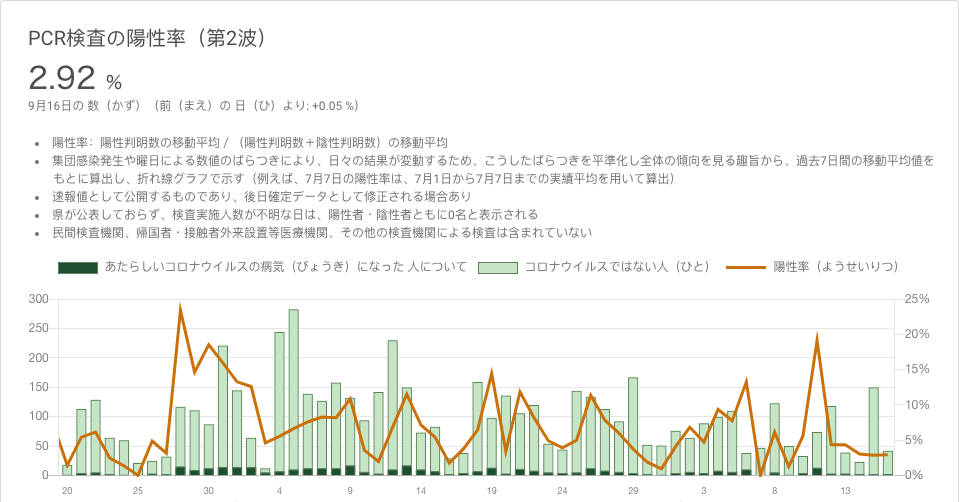 PCR検査の陽性率（第2波）
2.92 %
9月16日の 数（かず）（前（まえ）の 日（ひ）より: +0.05 %）
• 陽性率：陽性判明数の移動平均 / （陽性判明数＋陰性判明数）の移動平均
• 集団感染発生や曜日による数値のばらつきにより、日々の結果が変動するため、こうしたばらつきを平準化し全体の傾向を見る趣旨から、過去7日間の移動平均値を
もとに算出し、折れ線グラフで示す（例えば、7月7日の陽性率は、7月1日から7月7日までの実績平均を用いて算出）
• 速報値として公開するものであり、後日確定データとして修正される場合あり
• 県が公表しておらず、検査実施人数が不明な日は、陽性者・陰性者ともに0名と表示される
• 民間検査機関、帰国者・接触者外来設置等医療機関、その他の検査機関による検査は含まれていない
あたらしいコロナウイルスの病気（びょうき）になった 人について コロナウイルスではない人（ひと） 陽性率（ようせいりつ）
300 25%
250 20%
200 15%
150
100 10%
50 5%
0 0%
20 25 30 4 9 14 19 24 29 3 8 13